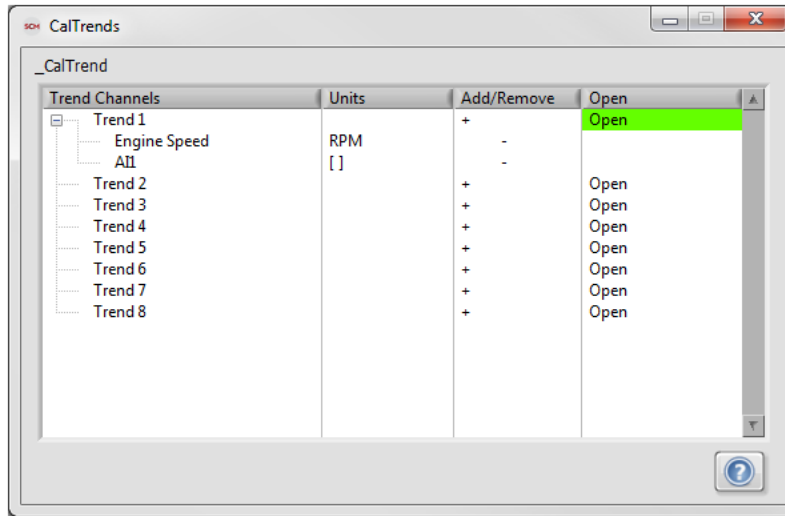 SCM CalTrends
_CalTrend
Trend Channels Units Add/Remove Open
Trend 1 + Open
Engine Speed RPM -
AI1 [ ] -
Trend 2 + Open
Trend 3 + Open
Trend 4 + Open
Trend 5 + Open
Trend 6 + Open
Trend 7 + Open
Trend 8 + Open
?